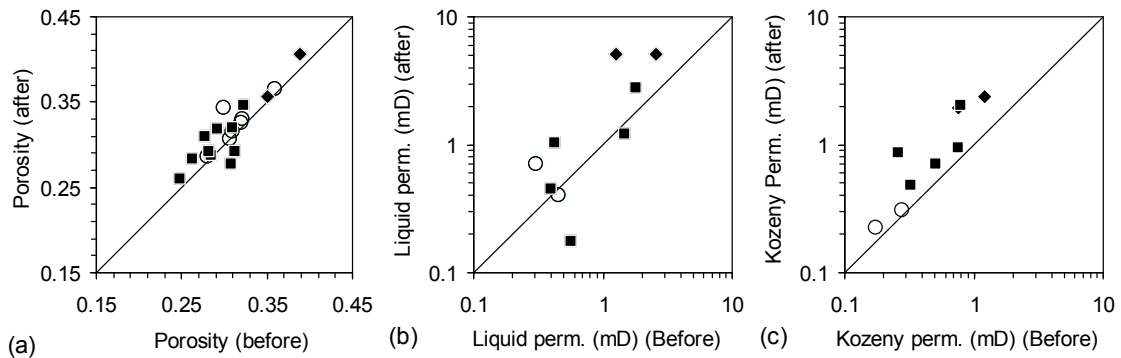 0.45
0.35
0.25
0.15
0.15 0.25 0.35 0.45
Porosity (after)
Porosity (before)
(a)
10
1
0.1
0.1 1 10
Liquid perm. (mD) (after)
Liquid perm. (mD) (Before)
(b)
10
1
0.1
0.1 1 10
Kozeny Perm. (mD) (after)
Kozeny perm. (mD) (Before)
(c)